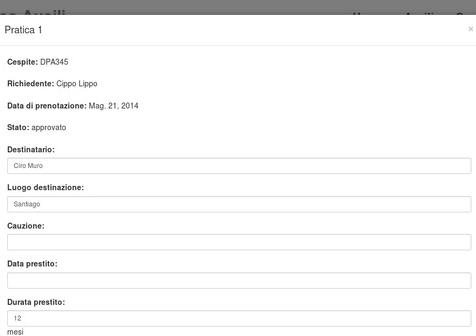 Pratica 1
×
Cespite: DPA345
Richiedente: Cippo Lippo
Data di prenotazione: Mag. 21, 2014
Stato: approvato
Destinatario:
Ciro Muro
Luogo destinazione:
Santiago
Cauzione:
Data prestito:
Durata prestito:
12
mesi